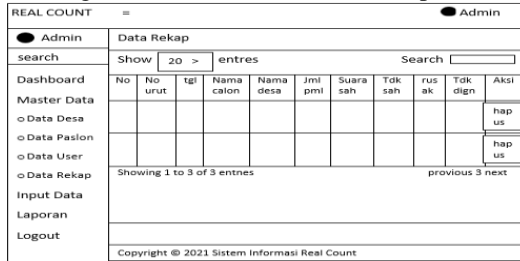 REAL COUNT = Admin
Admin
search
Dashboard
Master Data
o Data Desa
o Data Paslon
o Data User
o Data Rekap
Input Data
Laporan
Logout
Data Rekap
Show 20 > entres Search
No No urut tgl Nama calon Nama desa Jml pml Suara sah Tdk sah rus ak Tdk dign Aksi
hap us
hap us
Showing 1 to 3 of 3 entnes provious 3 next
Copyright © 2021 Sistem Informasi Real Count